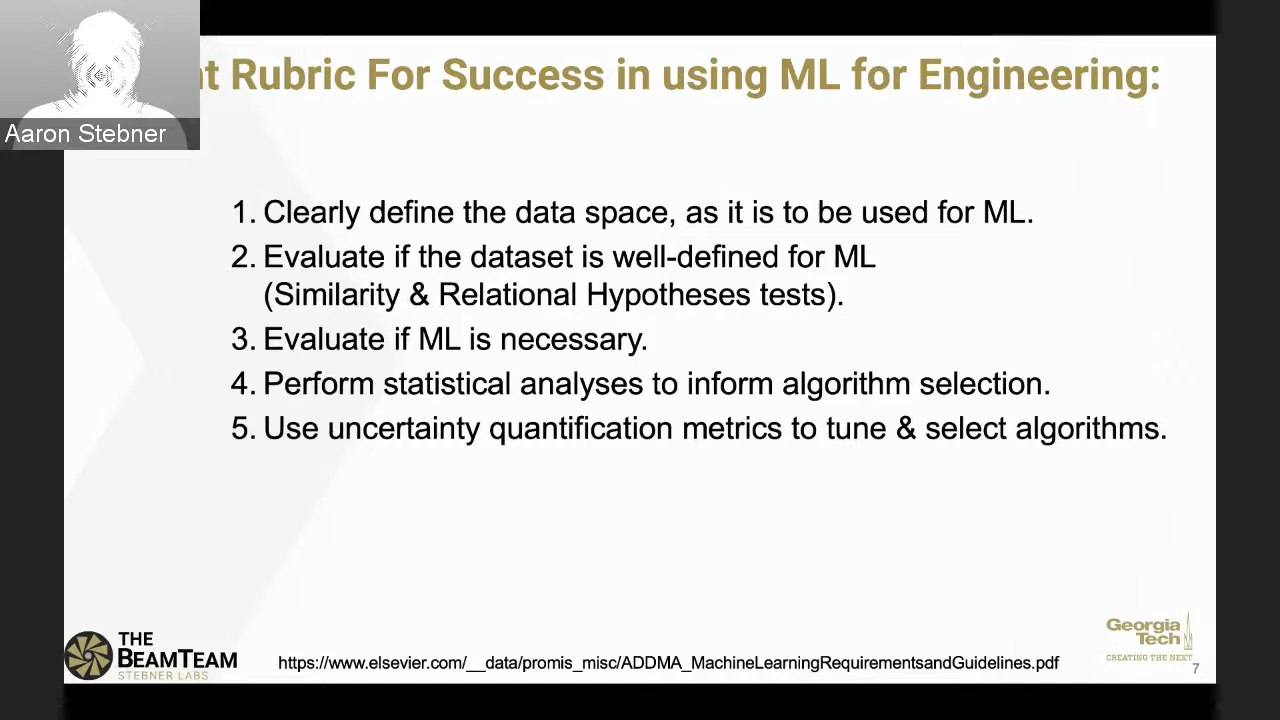 nt Rubric For Success in using ML for Engineering:
Aaron Stebner
1. Clearly define the data space, as it is to be used for ML.
2. Evaluate if the dataset is well-defined for ML
(Similarity & Relational Hypotheses tests).
3. Evaluate if ML is necessary.
4. Perform statistical analyses to inform algorithm selection.
5. Use uncertainty quantification metrics to tune & select algorithms.
THE
BEAMTEAM
STEBNER LABS
https://www.elsevier.com/__data/promis_misc/ADDMA_MachineLearningRequirementsandGuidelines.pdf
Georgia
Tech
CREATING THE NEXT
7